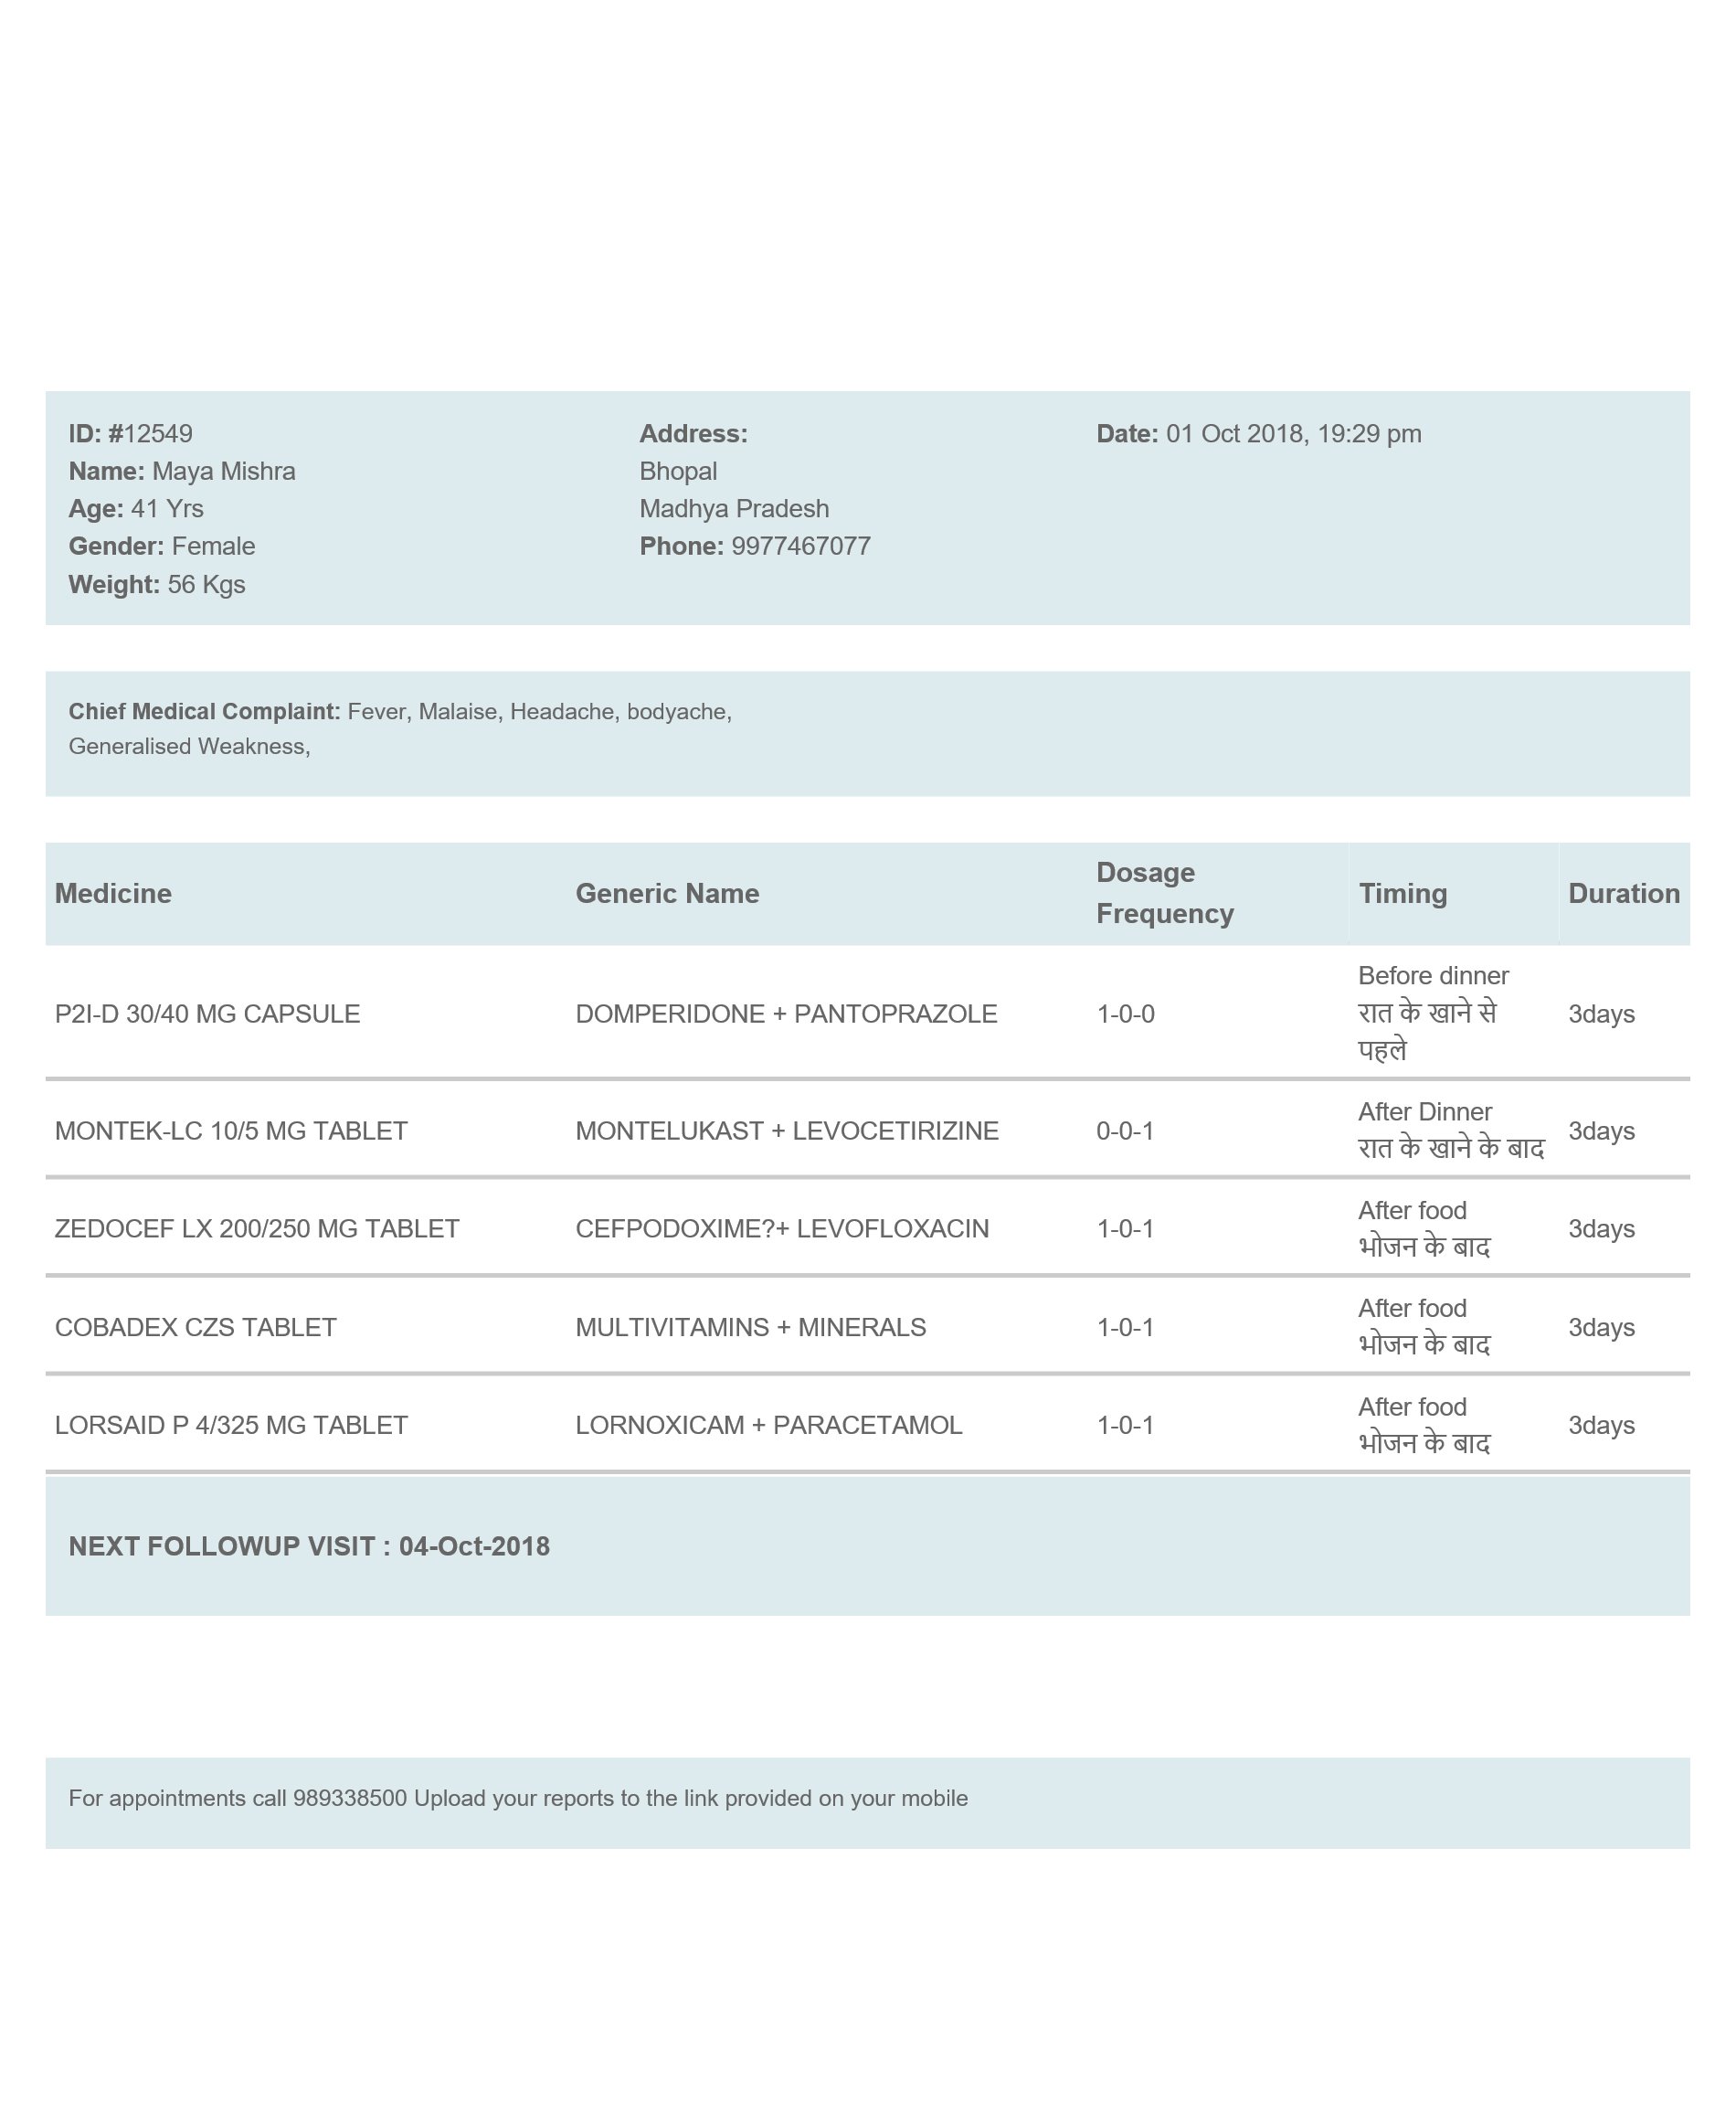 ID: #12549
Name: Maya Mishra
Age: 41 Yrs
Gender: Female
Weight: 56 Kgs
Address:
Bhopal
Madhya Pradesh
Phone: 9977467077
Date: 01 Oct 2018, 19:29 pm
Chief Medical Complaint: Fever, Malaise, Headache, bodyache,
Generalised Weakness,
Medicine Generic Name Dosage Frequency Timing Duration
P2I-D 30/40 MG CAPSULE DOMPERIDONE + PANTOPRAZOLE 1-0-0 Before dinner रात के खाने से पहले 3days
MONTEK-LC 10/5 MG TABLET MONTELUKAST + LEVOCETIRIZINE 0-0-1 After Dinner रात के खाने के बाद 3days
ZEDOCEF LX 200/250 MG TABLET CEFPODOXIME?+ LEVOFLOXACIN 1-0-1 After food भोजन के बाद 3days
COBADEX CZS TABLET MULTIVITAMINS + MINERALS 1-0-1 After food भोजन के बाद 3days
LORSAID P 4/325 MG TABLET LORNOXICAM + PARACETAMOL 1-0-1 After food भोजन के बाद 3days
NEXT FOLLOWUP VISIT : 04-Oct-2018
For appointments call 989338500 Upload your reports to the link provided on your mobile